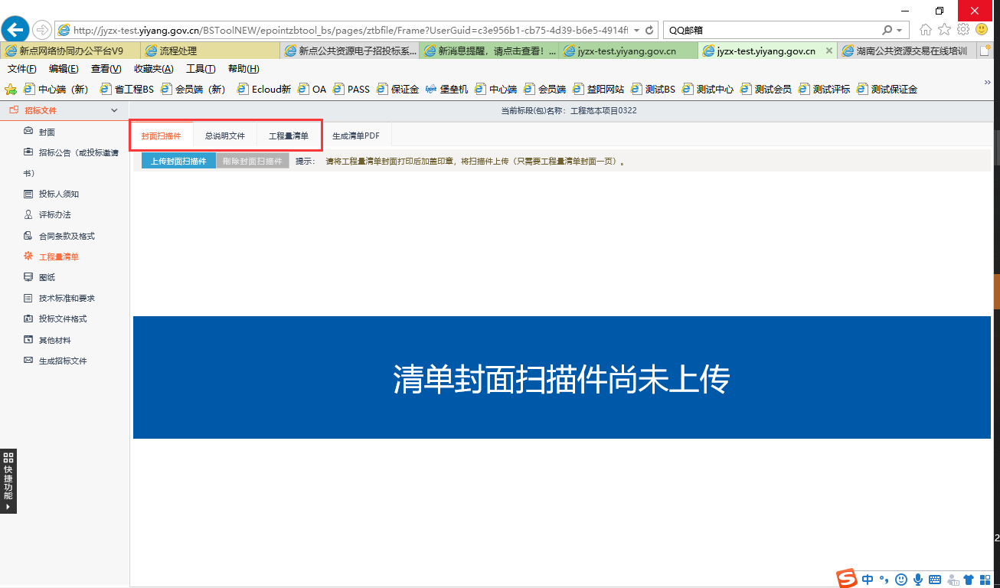 http://jyzx-test.yiyang.gov.cn/BSToolNEW/epointzbtool_bs/pages/ztbfile/Frame?UserGuid=c3e956b1-cb75-4d39-b6e5-4914ff
QQ邮箱
新点网络协同办公平台V9
流程处理
新点公共资源电子招投标系...
新消息提醒，请点击查看！...
jyzx-test.yiyang.gov.cn
jyzx-test.yiyang.gov.cn
湖南公共资源交易在线培训
文件(F) 编辑(E) 查看(V) 收藏夹(A) 工具(T) 帮助(H)
中心端（新） 省工程BS 会员端（新） Ecloud新 OA PASS 保证金 堡垒机 中心端 会员端 益阳网站 测试BS 测试中心 测试会员 测试评标 测试保证金
招标文件
当前标段(包)名称：工程范本项目0322
封面
招标公告（或投标邀请
书）
投标人须知
评标办法
合同条款及格式
工程量清单
图纸
技术标准和要求
投标文件格式
其他材料
生成招标文件
快捷功能
封面扫描件 总说明文件 工程量清单 生成清单PDF
上传封面扫描件 删除封面扫描件 提示： 请将工程量清单封面打印后加盖印章，将扫描件上传（只需要工程量清单封面一页）。
清单封面扫描件尚未上传
2
中